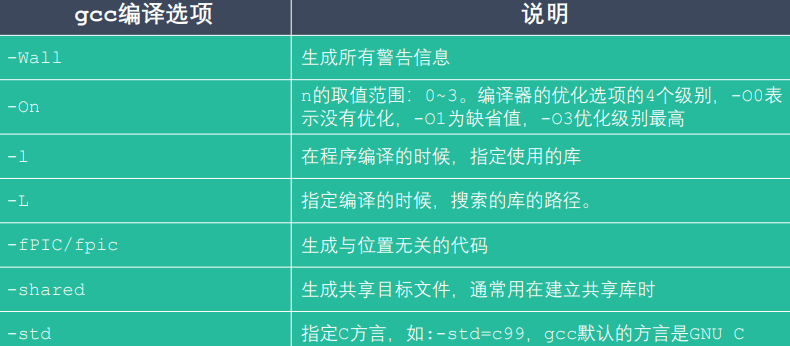 gcc编译选项 说明
-Wall 生成所有警告信息
-On n的取值范围：0~3。编译器的优化选项的4个级别，-O0表
示没有优化，-O1为缺省值，-O3优化级别最高
-l 在程序编译的时候，指定使用的库
-L 指定编译的时候，搜索的库的路径。
-fPIC/fpic 生成与位置无关的代码
-shared 生成共享目标文件，通常用在建立共享库时
-std 指定C方言，如:-std=c99，gcc默认的方言是GNU C